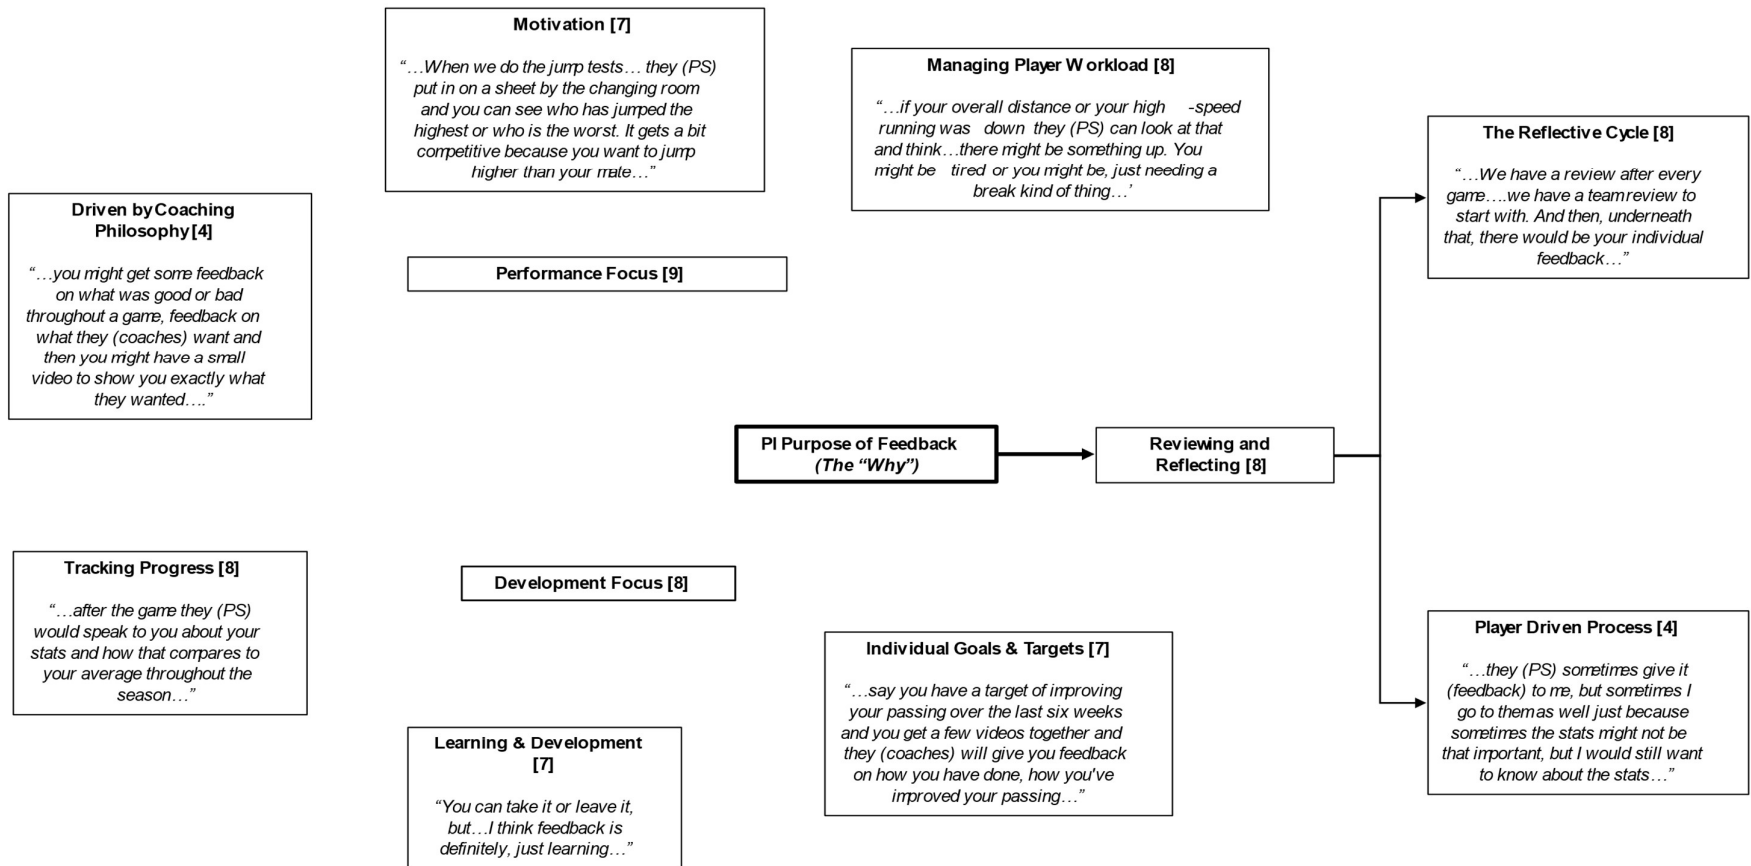 Motivation [7]
“…When we do the jump tests… they (PS)
put in on a sheet by the changing room
and you can see who has jumped the
highest or who is the worst. It gets a bit
competitive because you want to jump
higher than your mate…”
Managing Player Workload [8]
“…if your overall distance or your high -speed
running was down they (PS) can look at that
and think…there might be something up. You
might be tired or you might be, just needing a
break kind of thing…’
The Reflective Cycle [8]
“…We have a review after every
game….we have a team review to
start with. And then, underneath
that, there would be your individual
feedback…”
Driven by Coaching
Philosophy [4]
“…you might get some feedback
on what was good or bad
throughout a game, feedback on
what they (coaches) want and
then you might have a small
video to show you exactly what
they wanted….”
Performance Focus [9]
PI Purpose of Feedback
(The “Why”)
Reviewing and
Reflecting [8]
Tracking Progress [8]
“…after the game they (PS)
would speak to you about your
stats and how that compares to
your average throughout the
season…”
Development Focus [8]
Individual Goals & Targets [7]
“…say you have a target of improving
your passing over the last six weeks
and you get a few videos together and
they (coaches) will give you feedback
on how you have done, how you've
improved your passing…”
Player Driven Process [4]
“…they (PS) sometimes give it
(feedback) to me, but sometimes I
go to them as well just because
sometimes the stats might not be
that important, but I would still want
to know about the stats…”
Learning & Development
[7]
“You can take it or leave it,
but…I think feedback is
definitely, just learning…”